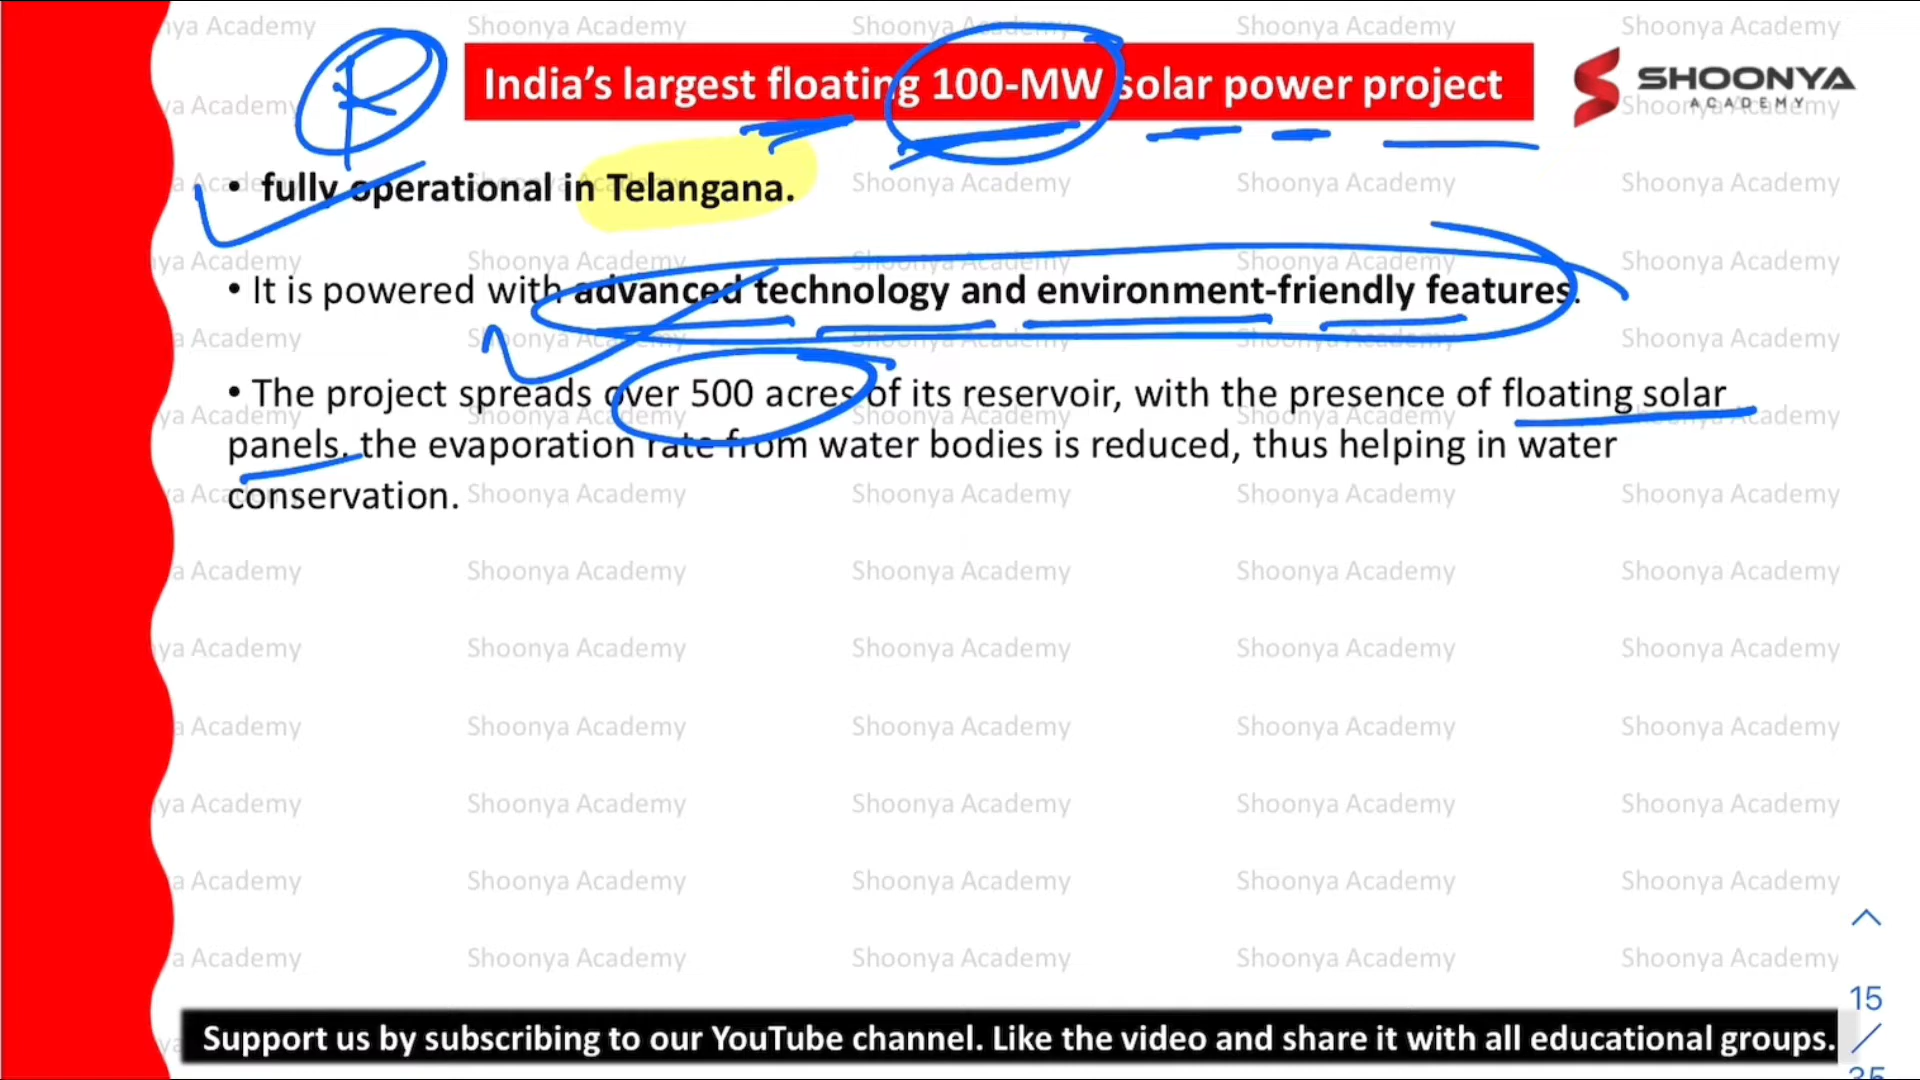 India's largest floating 100-MW solar power project
SHOONYA
ACADEMY
• fully operational in Telangana.
• It is powered with advanced technology and environment-friendly features.
• The project spreads over 500 acres of its reservoir, with the presence of floating solar
panels, the evaporation rate from water bodies is reduced, thus helping in water
conservation.
Shoonya Academy
Support us by subscribing to our YouTube channel. Like the video and share it with all educational groups.
15
/
35